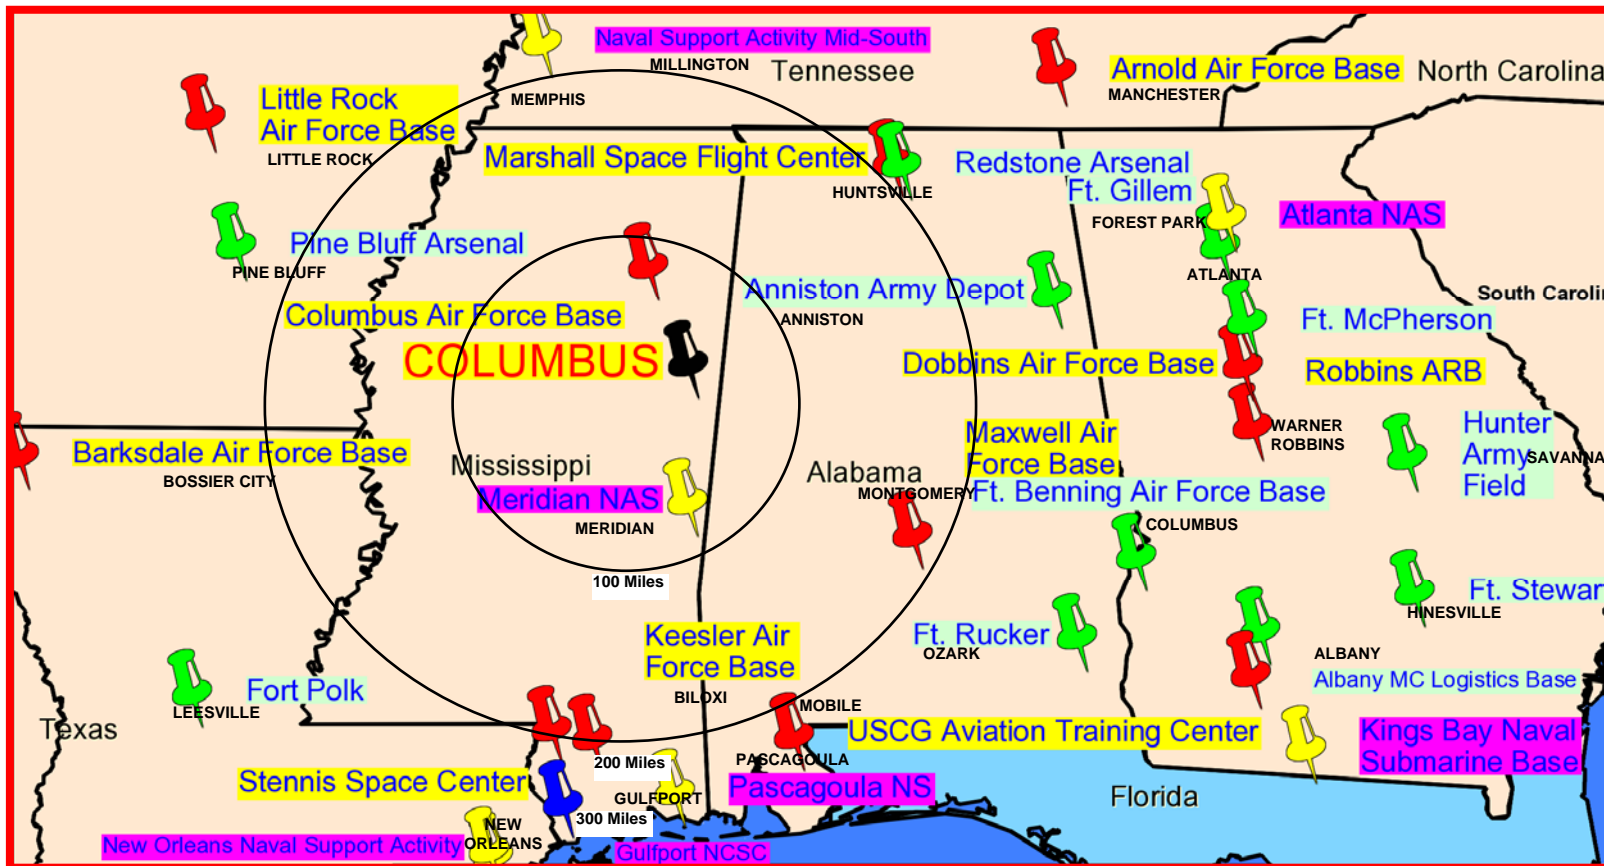 Naval Support Activity Mid-South
MILLINGTON
Tennessee
Arnold Air Force Base
North Carolina
MANCHESTER
MEMPHIS
Little Rock
Air Force Base
LITTLE ROCK
Marshall Space Flight Center
HUNTSVILLE
Redstone Arsenal
Ft. Gillem
FOREST PARK
Atlanta NAS
ATLANTA
Pine Bluff Arsenal
PINE BLUFF
Anniston Army Depot
ANNISTON
South Carolin
Columbus Air Force Base
COLUMBUS
Ft. McPherson
Dobbins Air Force Base
Robbins ARB
WARNER
ROBBINS
Hunter
Army
Field
SAVANNA
Barksdale Air Force Base
BOSSIER CITY
Mississippi
Meridian NAS
MERIDIAN
Alabama
Maxwell Air
Force Base
MONTGOMERY
Ft. Benning Air Force Base
COLUMBUS
100 Miles
Ft. Stewar
HINESVILLE
Keesler Air
Force Base
BILOXI
Ft. Rucker
OZARK
ALBANY
Albany MC Logistics Base
Fort Polk
LEESVILLE
Texas
MOBILE
USCG Aviation Training Center
Kings Bay Naval
Submarine Base
PASCAGOULA
Pascagoula NS
200 Miles
Stennis Space Center
GULFPORT
Florida
300 Miles
NEW
ORLEANS
New Orleans Naval Support Activity
Gulfport NCSC